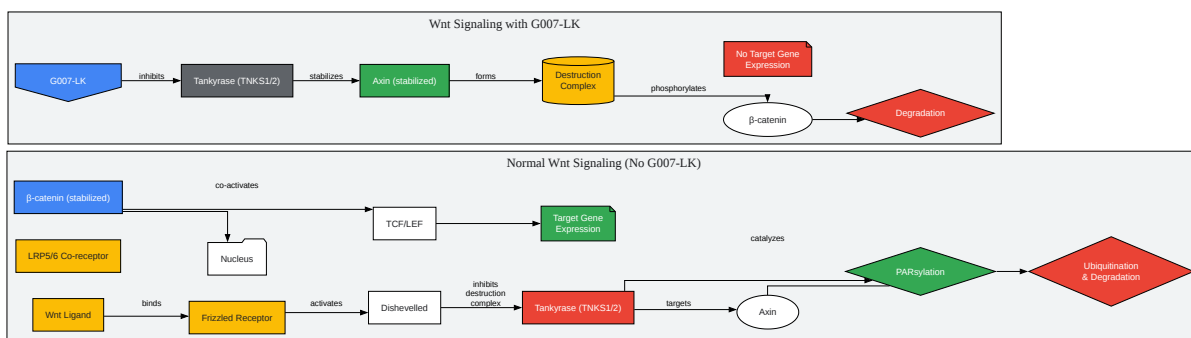 Wnt Signaling with G007-LK
G007-LK
inhibits
Tankyrase (TNKS1/2)
stabilizes
Axin (stabilized)
forms
Destruction
Complex
phosphorylates
No Target Gene
Expression
β-catenin
Degradation
Normal Wnt Signaling (No G007-LK)
β-catenin (stabilized)
co-activates
TCF/LEF
Target Gene
Expression
Nucleus
LRP5/6 Co-receptor
Wnt Ligand
binds
Frizzled Receptor
activates
Dishevelled
inhibits
destruction
complex
Tankyrase (TNKS1/2)
targets
Axin
catalyzes
PARsylation
Ubiquitination
& Degradation